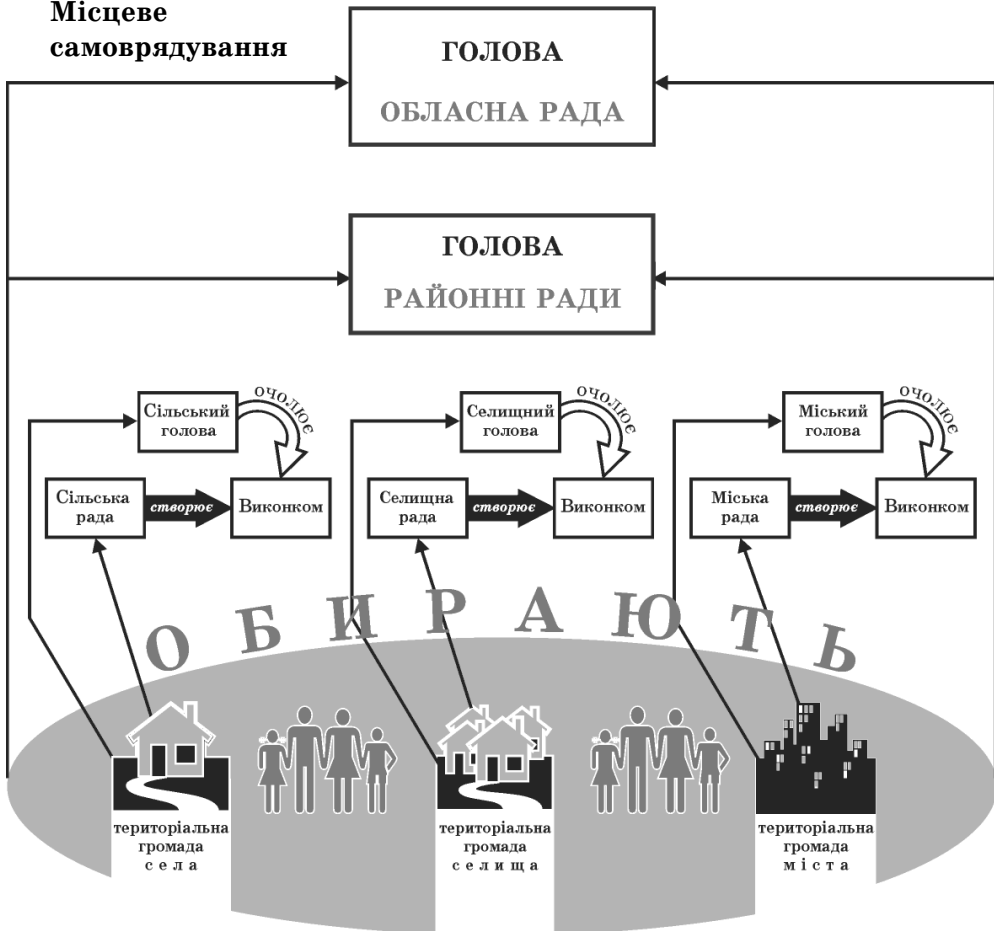 Місцеве
самоврядування
ГОЛОВА
ОБЛАСНА РАДА
ГОЛОВА
РАЙОННІ РАДИ
Сільський
голова
очолює
Сільська
рада
створює
Виконком
Селищний
голова
очолює
Селищна
рада
створює
Виконком
Міський
голова
очолює
Міська
рада
створює
Виконком
ОБИРАЮТЬ
територіальна
громада
села
територіальна
громада
селища
територіальна
громада
міста